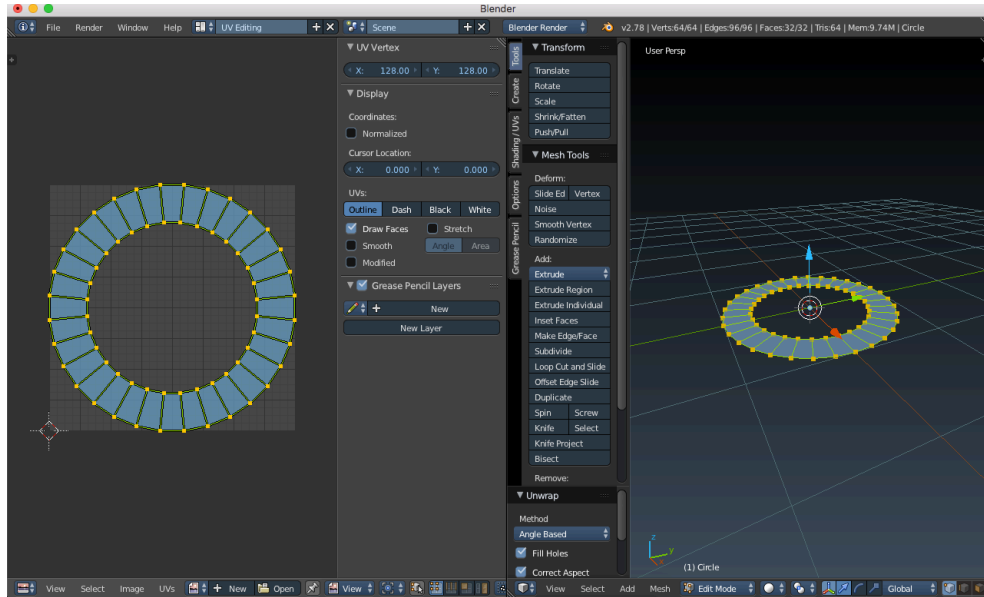 Blender
File Render Window Help UV Editing Scene Blender Render v2.78 | Verts:64/64 | Edges:96/96 | Faces:32/32 | Tris:64 | Mem:9.74M | Circle
UV Vertex
X: 128.00 Y: 128.00
Display
Coordinates:
Normalized
Cursor Location:
X: 0.000 Y: 0.000
UVs:
Outline Dash Black White
Draw Faces Stretch
Smooth Angle Area
Modified
Grease Pencil Layers
New
New Layer
Tools
Create
Shading / UVs
Options
Grease Pencil
Transform
Translate
Rotate
Scale
Shrink/Fatten
Push/Pull
Mesh Tools
Deform:
Slide Ed Vertex
Noise
Smooth Vertex
Randomize
Add:
Extrude
Extrude Region
Extrude Individual
Inset Faces
Make Edge/Face
Subdivide
Loop Cut and Slide
Offset Edge Slide
Duplicate
Spin Screw
Knife Select
Knife Project
Bisect
Remove:
Unwrap
Method
Angle Based
Fill Holes
Correct Aspect
User Persp
z
y
x
(1) Circle
View Select Image UVs New Open View
View Select Add Mesh Edit Mode Global